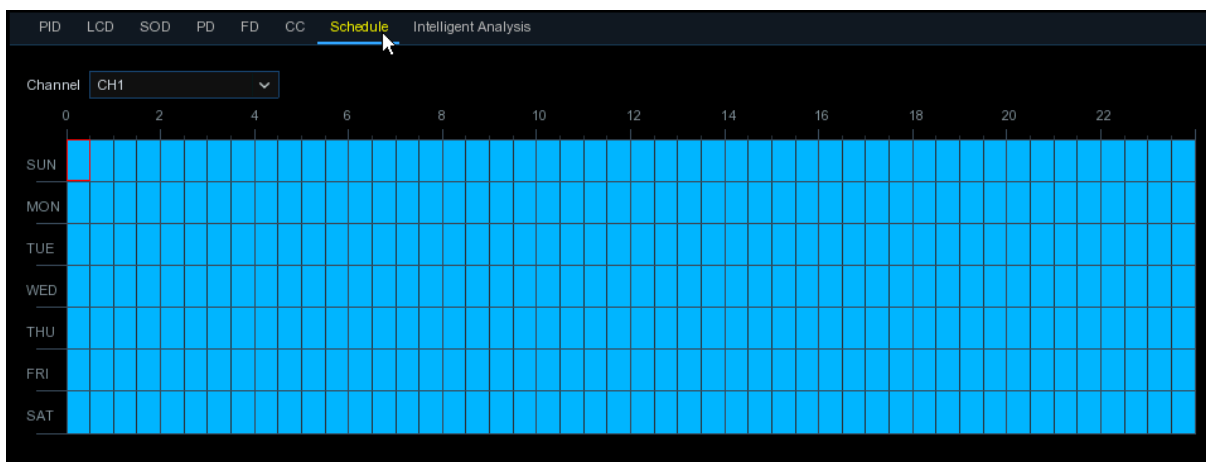 PID LCD SOD PD FD CC Schedule Intelligent Analysis
Channel CH1
0 2 4 6 8 10 12 14 16 18 20 22
SUN
MON
TUE
WED
THU
FRI
SAT